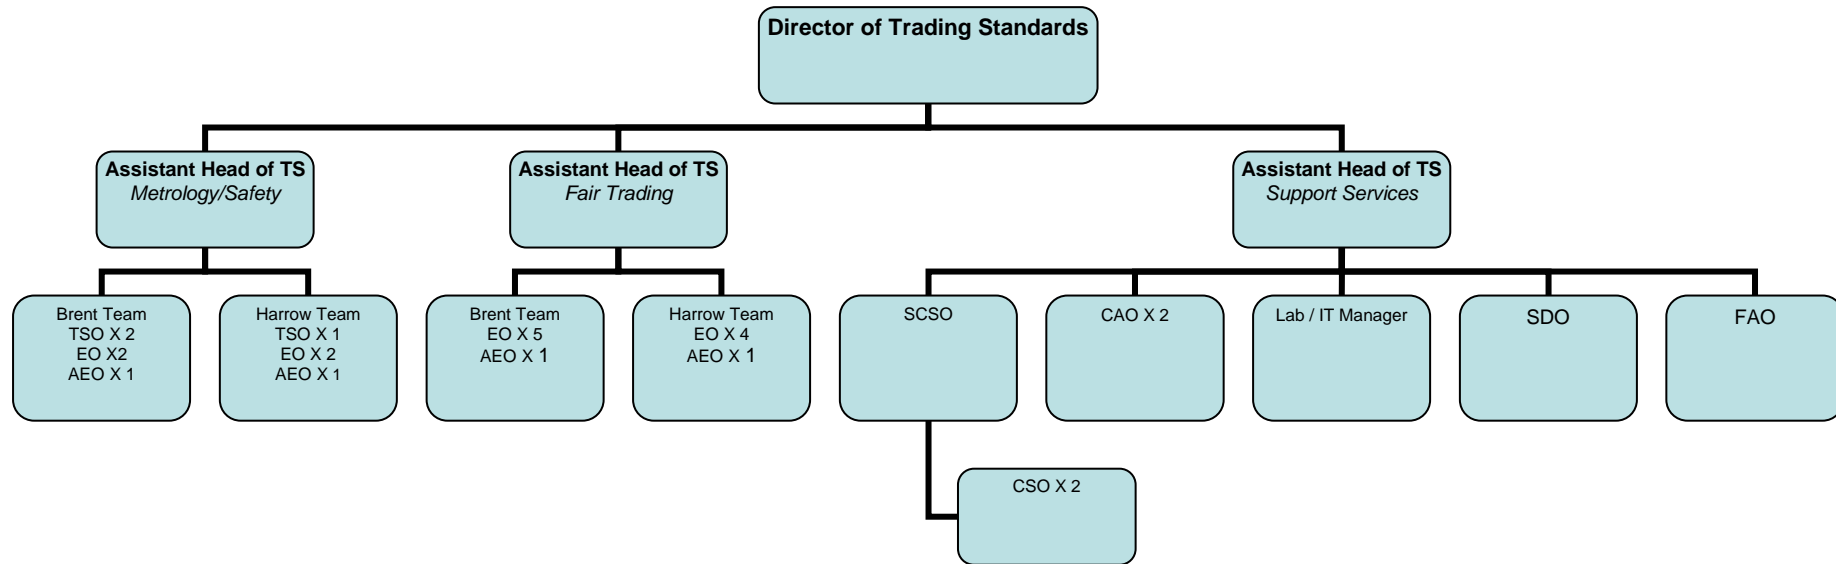 Director of Trading Standards
Assistant Head of TS
Metrology/Safety
Assistant Head of TS
Fair Trading
Assistant Head of TS
Support Services
Brent Team
TSO X 2
EO X2
AEO X 1
Harrow Team
TSO X 1
EO X 2
AEO X 1
Brent Team
EO X 5
AEO X 1
Harrow Team
EO X 4
AEO X 1
SCSO
CAO X 2
Lab / IT Manager
SDO
FAO
CSO X 2